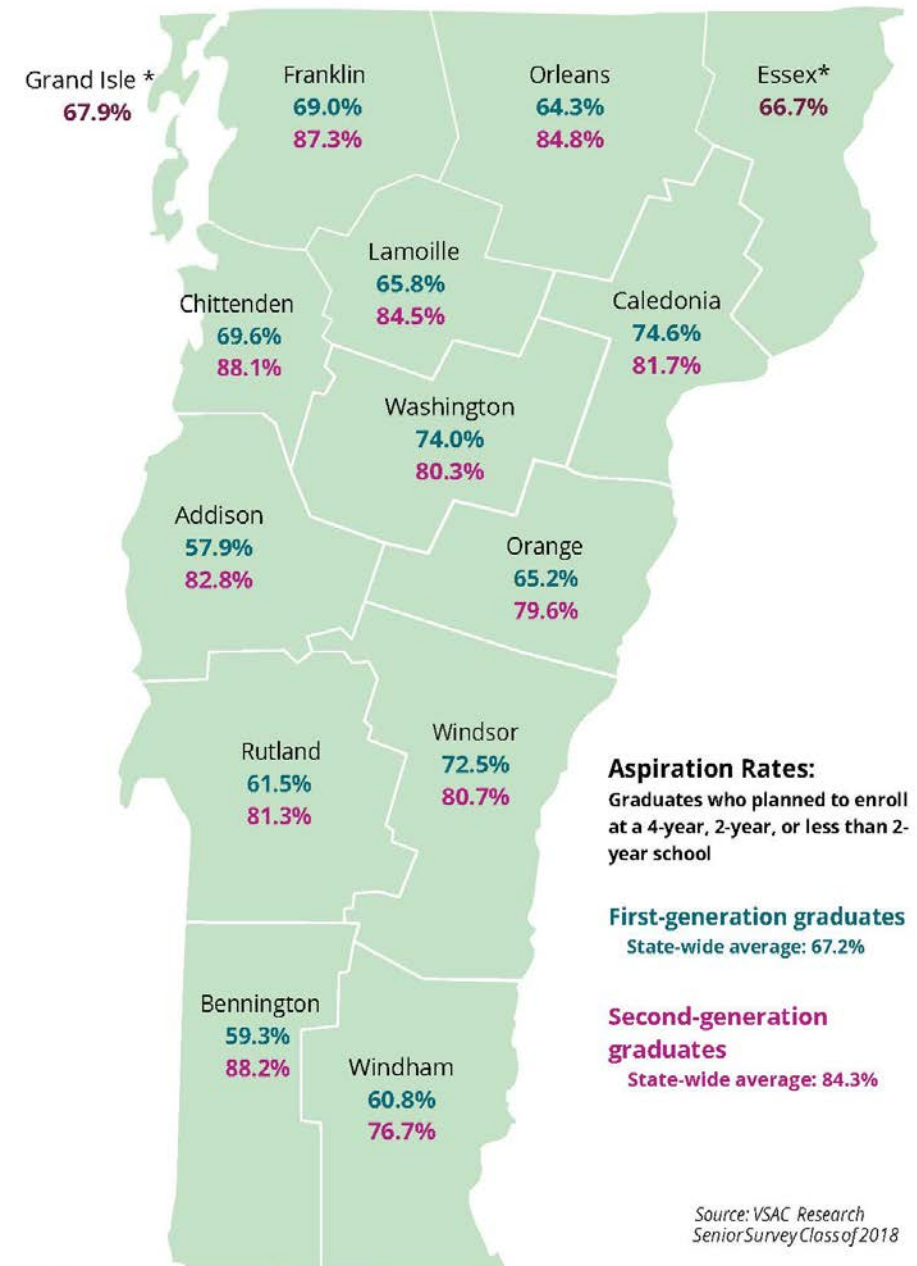 Grand Isle *
67.9%
Franklin
69.0%
87.3%
Orleans
64.3%
84.8%
Essex*
66.7%
Lamoille
65.8%
84.5%
Chittenden
69.6%
88.1%
Caledonia
74.6%
81.7%
Washington
74.0%
80.3%
Addison
57.9%
82.8%
Orange
65.2%
79.6%
Rutland
61.5%
81.3%
Windsor
72.5%
80.7%
Bennington
59.3%
88.2%
Windham
60.8%
76.7%
Aspiration Rates:
Graduates who planned to enroll
at a 4-year, 2-year, or less than 2-
year school
First-generation graduates
State-wide average: 67.2%
Second-generation
graduates
State-wide average: 84.3%
Source: VSAC Research
Senior Survey Class of 2018